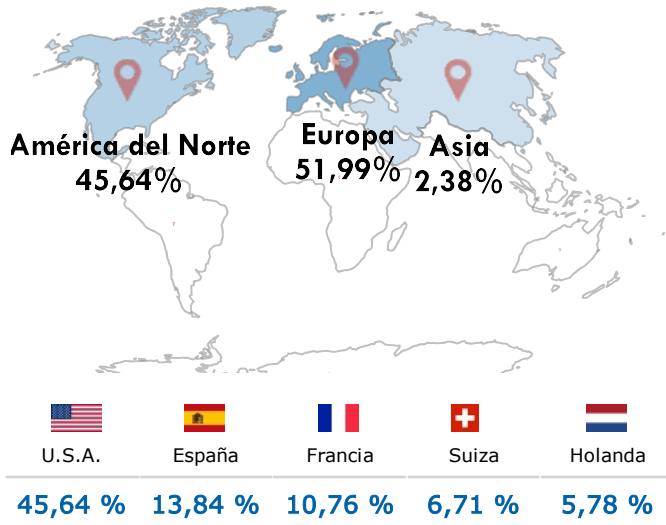 América del Norte
45,64%
Europa
51,99%
Asia
2,38%
U.S.A. España Francia Suiza Holanda
45,64 % 13,84 % 10,76 % 6,71 % 5,78 %